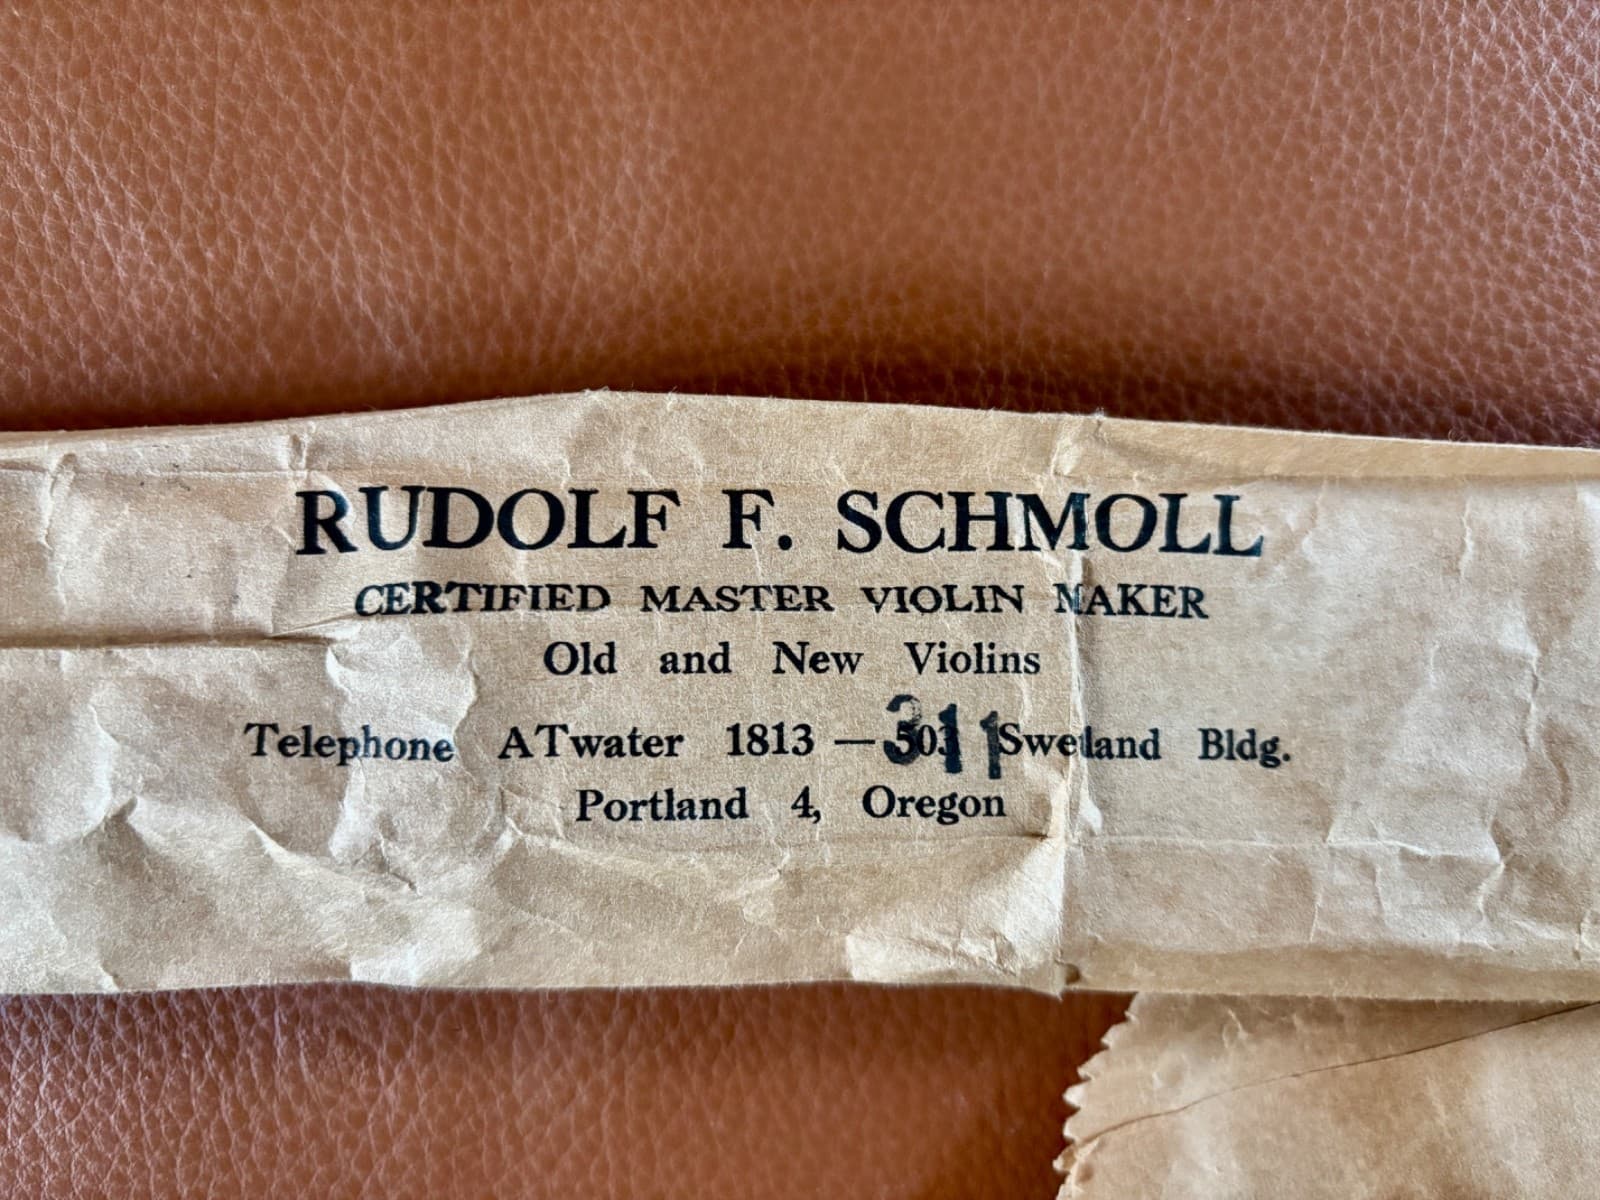 RUDOLF F. SCHMOLL
CERTIFIED MASTER VIOLIN MAKER
Old and New Violins
Telephone ATwater 1813 — 311 Swetland Bldg.
Portland 4, Oregon